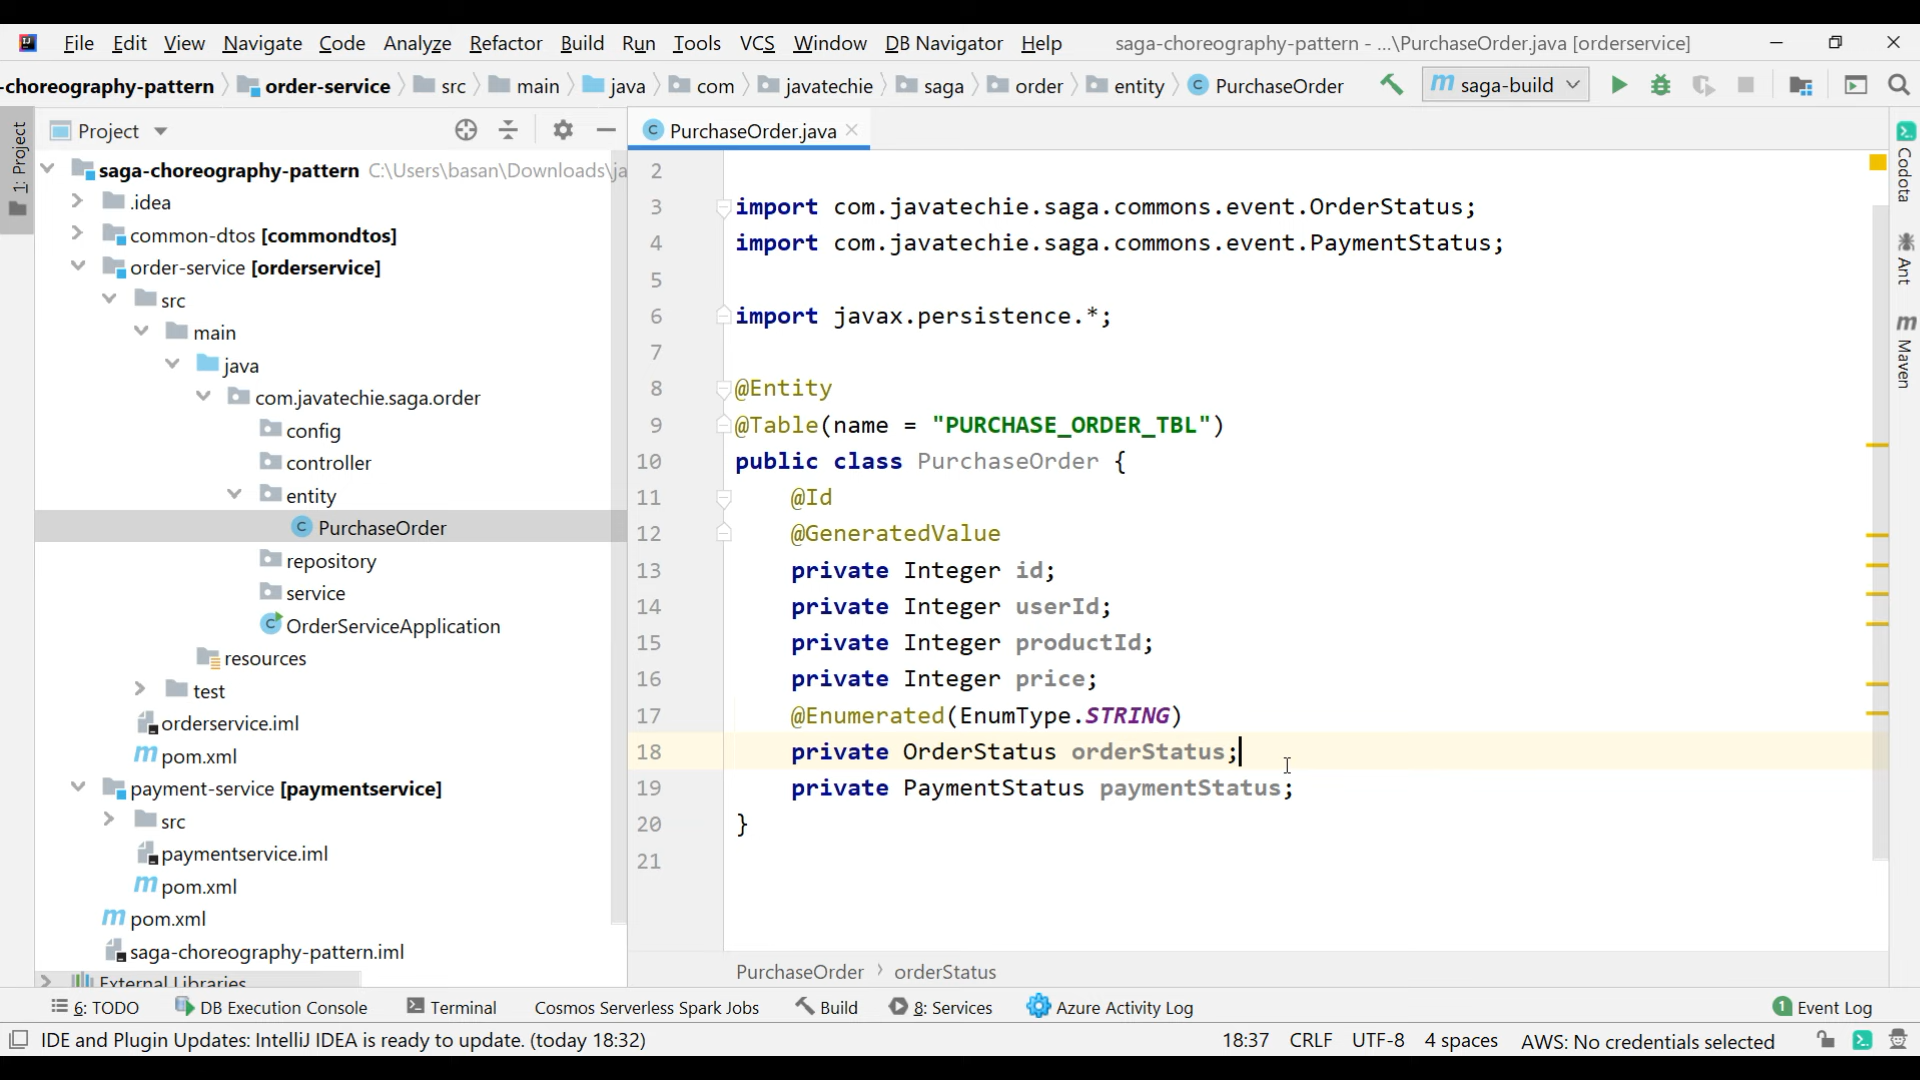 File Edit View Navigate Code Analyze Refactor Build Run Tools VCS Window DB Navigator Help saga-choreography-pattern - ...\PurchaseOrder.java [orderservice]
-choreography-pattern order-service src main java com javatechie saga order entity PurchaseOrder saga-build
1: Project
Project
saga-choreography-pattern C:\Users\basan\Downloads\ja
.idea
common-dtos [commondtos]
order-service [orderservice]
src
main
java
com.javatechie.saga.order
config
controller
entity
PurchaseOrder
repository
service
OrderServiceApplication
resources
test
orderservice.iml
pom.xml
payment-service [paymentservice]
src
paymentservice.iml
pom.xml
pom.xml
saga-choreography-pattern.iml
External Libraries
PurchaseOrder.java
2
3 import com.javatechie.saga.commons.event.OrderStatus;
4 import com.javatechie.saga.commons.event.PaymentStatus;
5
6 import javax.persistence.*;
7
8 @Entity
9 @Table(name = "PURCHASE_ORDER_TBL")
10 public class PurchaseOrder {
11 @Id
12 @GeneratedValue
13 private Integer id;
14 private Integer userId;
15 private Integer productId;
16 private Integer price;
17 @Enumerated(EnumType.STRING)
18 private OrderStatus orderStatus;
19 private PaymentStatus paymentStatus;
20 }
21
PurchaseOrder orderStatus
Codota
Ant
Maven
6: TODO DB Execution Console Terminal Cosmos Serverless Spark Jobs Build 8: Services Azure Activity Log 1 Event Log
IDE and Plugin Updates: IntelliJ IDEA is ready to update. (today 18:32) 18:37 CRLF UTF-8 4 spaces AWS: No credentials selected